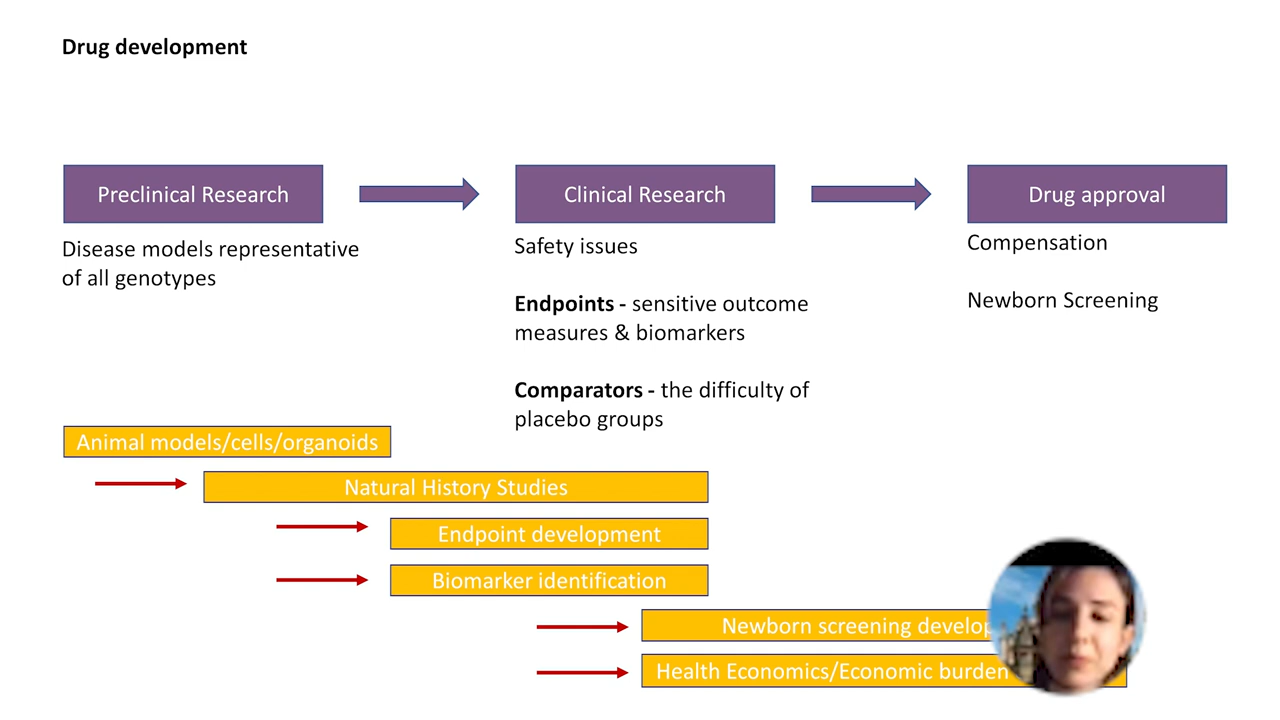 Drug development
Preclinical Research
Clinical Research
Drug approval
Disease models representative
of all genotypes
Safety issues
Endpoints - sensitive outcome
measures & biomarkers
Comparators - the difficulty of
placebo groups
Compensation
Newborn Screening
Animal models/cells/organoids
Natural History Studies
Endpoint development
Biomarker identification
Newborn screening
Health Economics/Economic burden